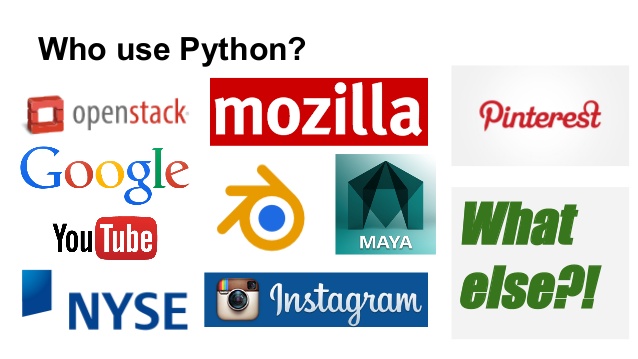 Who use Python?
openstack
mozilla
Pinterest
Google
MAYA
YouTube
What
else?!
NYSE
Instagram